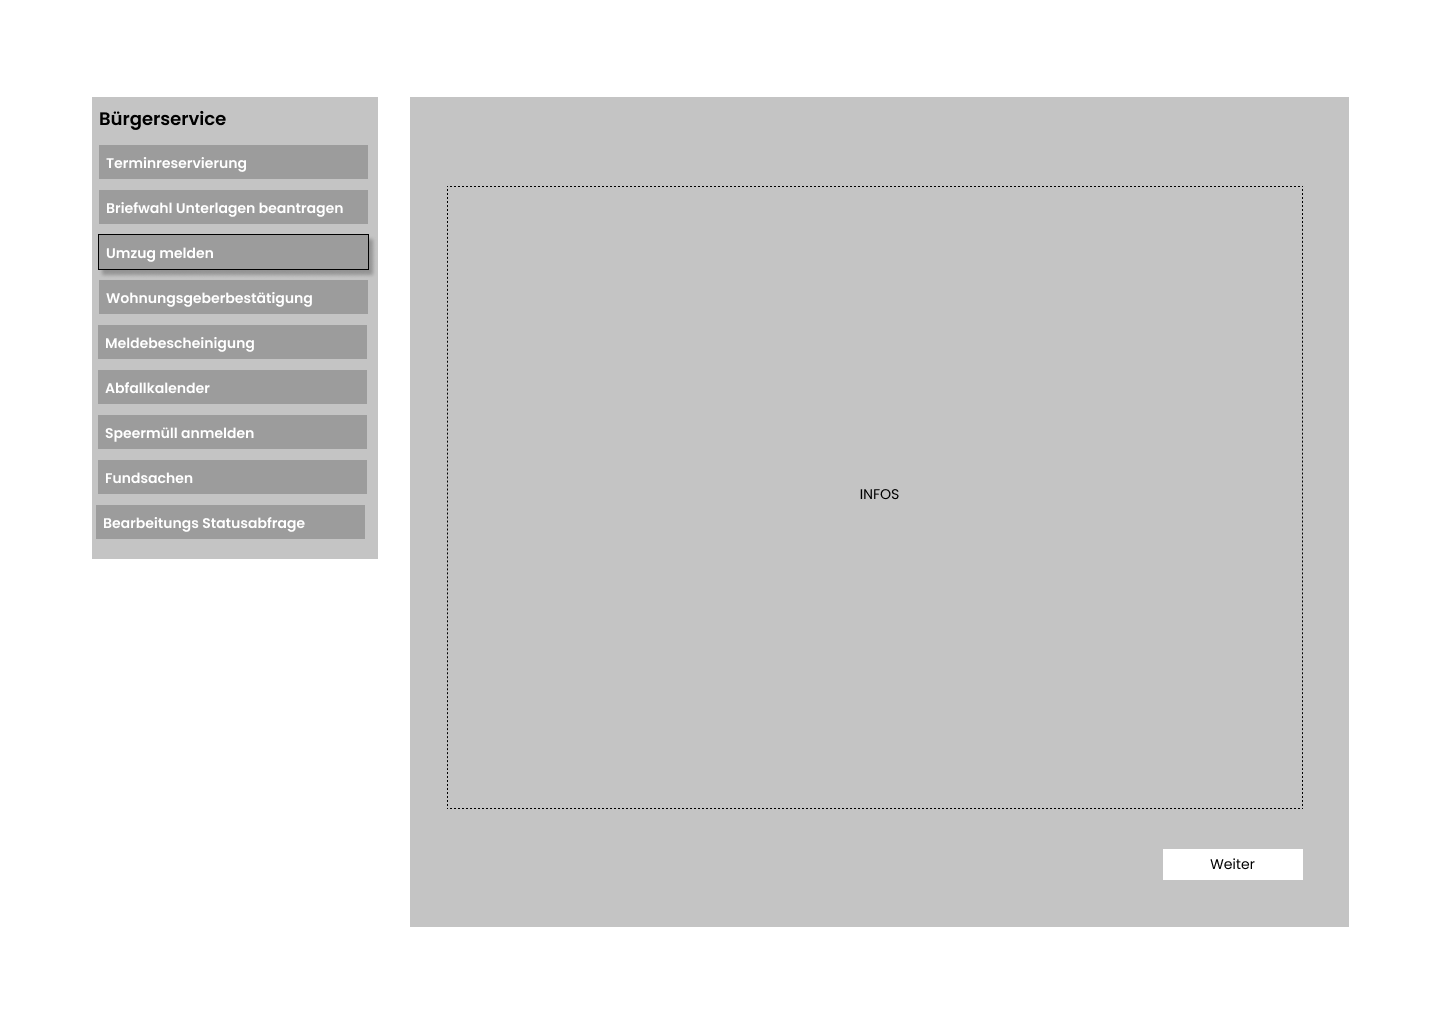 Bürgerservice
Terminreservierung
Briefwahl Unterlagen beantragen
Umzug melden
Wohnungsgeberbestätigung
Meldebescheinigung
Abfallkalender
Speermüll anmelden
Fundsachen
Bearbeitungs Statusabfrage
INFOS
Weiter